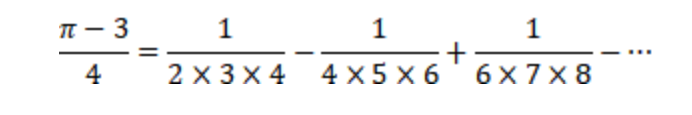 π − 3 / 4 = 1 / 2 × 3 × 4 − 1 / 4 × 5 × 6 + 1 / 6 × 7 × 8 − ⋯